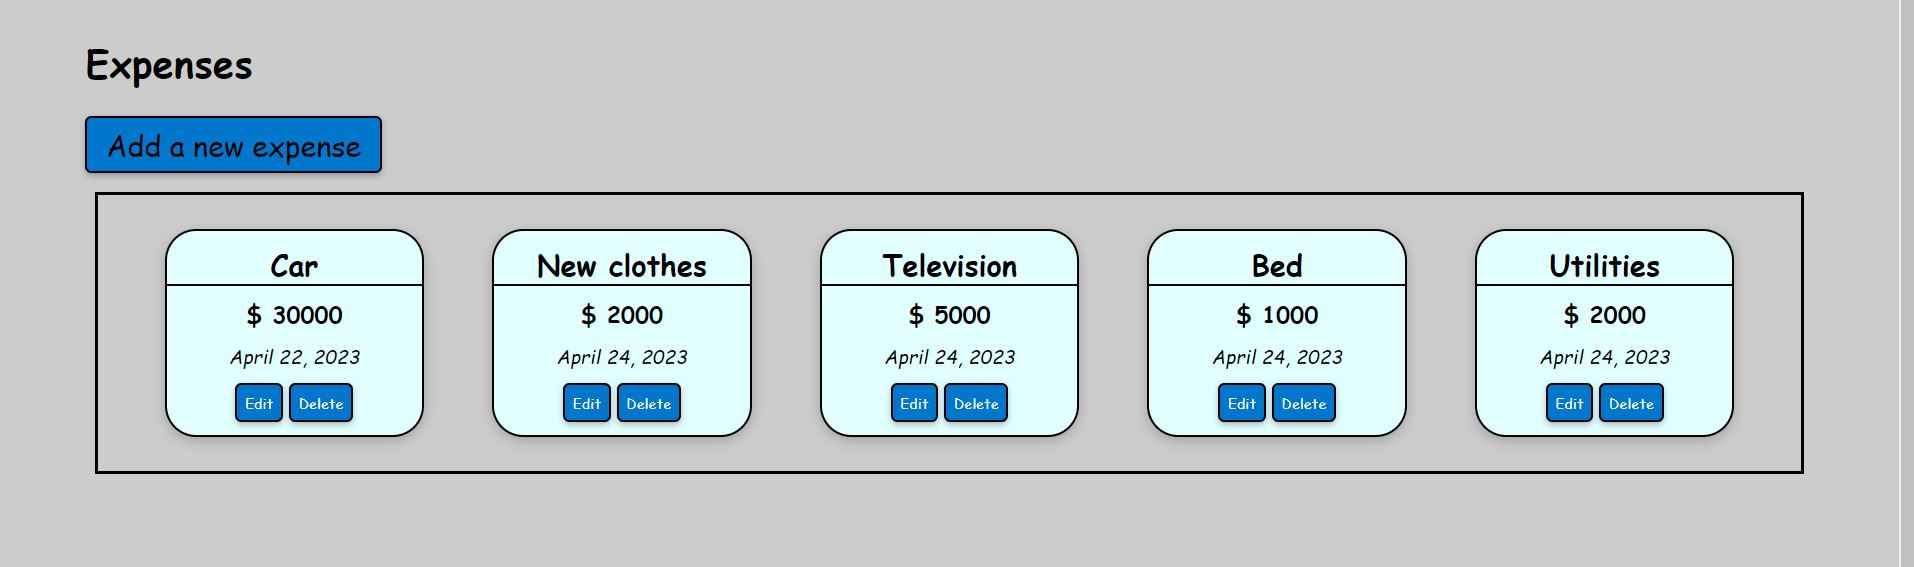 Expenses
Add a new expense
Car
$ 30000
April 22, 2023
Edit Delete
New clothes
$ 2000
April 24, 2023
Edit Delete
Television
$ 5000
April 24, 2023
Edit Delete
Bed
$ 1000
April 24, 2023
Edit Delete
Utilities
$ 2000
April 24, 2023
Edit Delete